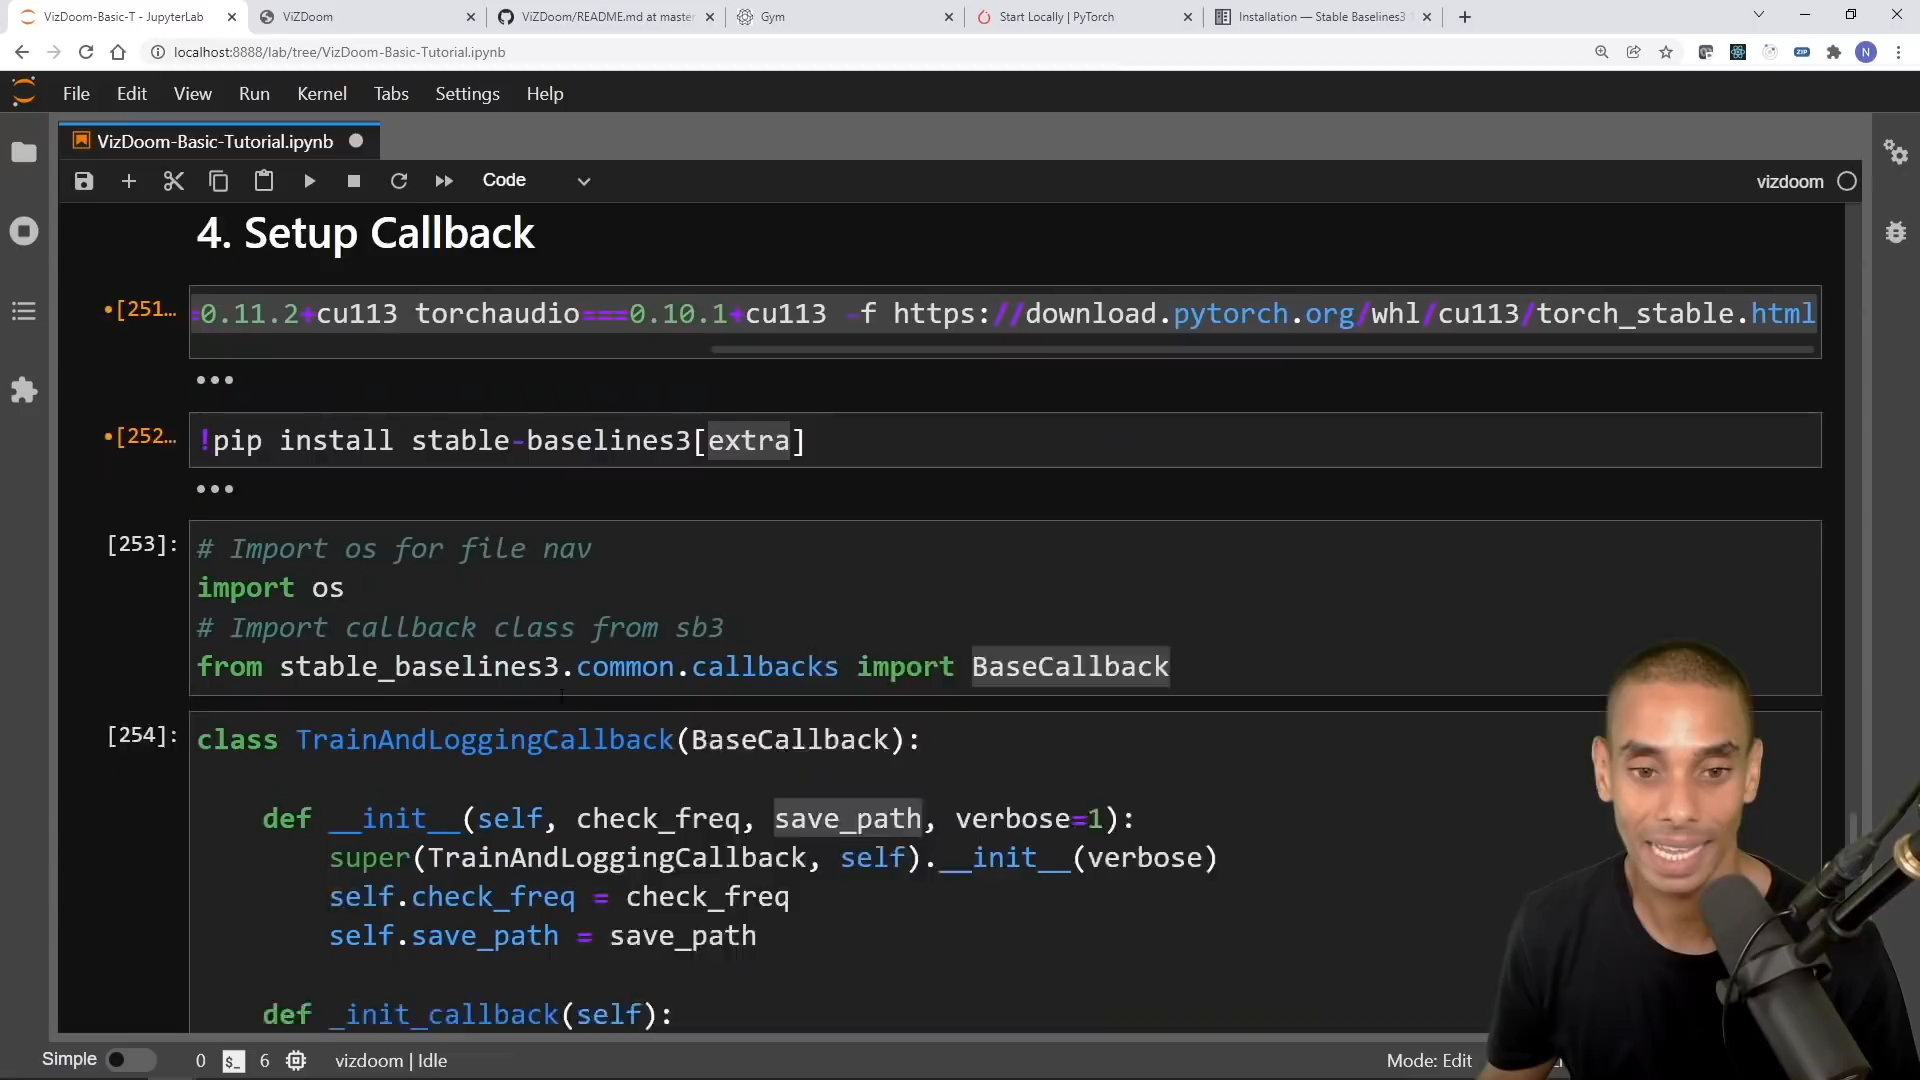 VizDoom-Basic-T - JupyterLab
ViZDoom
ViZDoom/README.md at master
Gym
Start Locally | PyTorch
Installation — Stable Baselines3
localhost:8888/lab/tree/VizDoom-Basic-Tutorial.ipynb
ZIP
N
File Edit View Run Kernel Tabs Settings Help
VizDoom-Basic-Tutorial.ipynb
Code
vizdoom
4. Setup Callback
[251…
=0.11.2+cu113 torchaudio===0.10.1+cu113 -f https://download.pytorch.org/whl/cu113/torch_stable.html
•••
[252…
!pip install stable-baselines3[extra]
•••
[253]:
# Import os for file nav
import os
# Import callback class from sb3
from stable_baselines3.common.callbacks import BaseCallback
[254]:
class TrainAndLoggingCallback(BaseCallback):
def __init__(self, check_freq, save_path, verbose=1):
super(TrainAndLoggingCallback, self).__init__(verbose)
self.check_freq = check_freq
self.save_path = save_path
def _init_callback(self):
Simple 0 $_ 6 vizdoom | Idle Mode: Edit